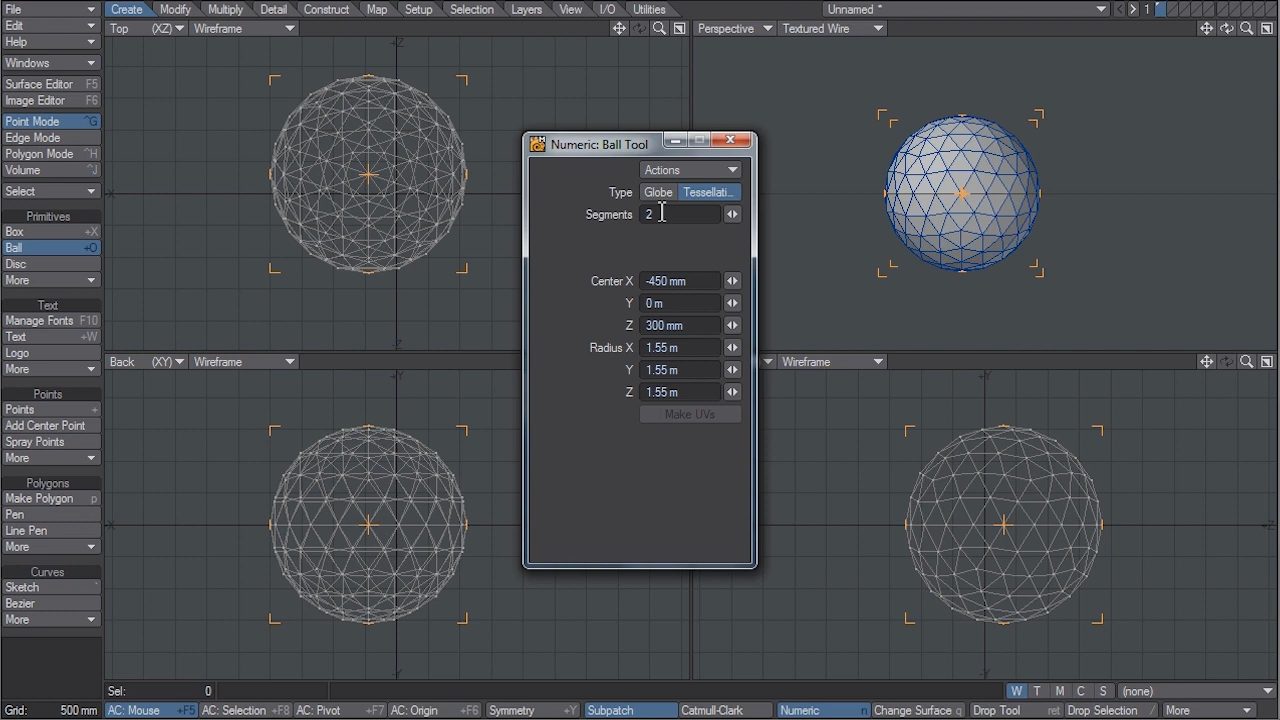 File Create Modify Multiply Detail Construct Map Setup Selection Layers View I/O Utilities Unnamed * 1
Edit Top (XZ) Wireframe Perspective Textured Wire
Help
Windows
Surface Editor F5
Image Editor F6
Point Mode ^G
Edge Mode
Polygon Mode ^H
Volume ^J
Select
Primitives
Box +X
Ball +O
Disc
More
Text
Manage Fonts F10
Text +W
Logo
More
Points
Points +
Add Center Point
Spray Points
More
Polygons
Make Polygon p
Pen
Line Pen
More
Curves
Sketch `
Bezier
More
Numeric: Ball Tool
Actions
Type Globe Tessellati...
Segments 2
Center X -450 mm
Y 0 m
Z 300 mm
Radius X 1.55 m
Y 1.55 m
Z 1.55 m
Make UVs
Back (XY) Wireframe Wireframe
Sel: 0 W T M C S (none)
Grid: 500 mm AC: Mouse +F5 AC: Selection +F8 AC: Pivot +F7 AC: Origin +F6 Symmetry +Y Subpatch Catmull-Clark Numeric n Change Surface q Drop Tool ret Drop Selection / More